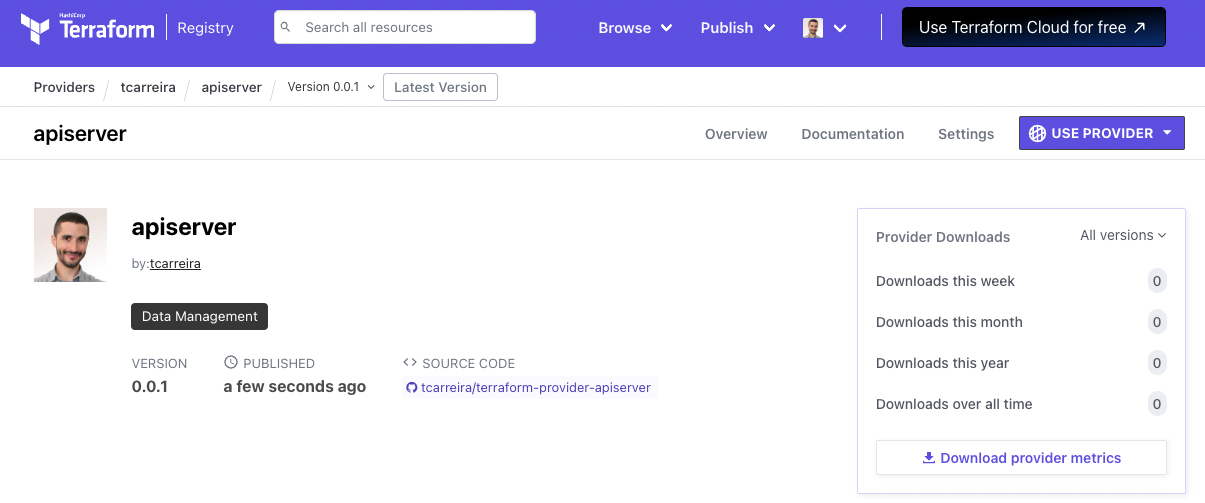 HashiCorp
Terraform
Registry
Search all resources
Browse
Publish
Use Terraform Cloud for free ↗
Providers / tcarreira / apiserver / Version 0.0.1
Latest Version
apiserver
Overview
Documentation
Settings
USE PROVIDER
apiserver
by:tcarreira
Data Management
VERSION
0.0.1
PUBLISHED
a few seconds ago
<> SOURCE CODE
tcarreira/terraform-provider-apiserver
Provider Downloads
All versions
Downloads this week 0
Downloads this month 0
Downloads this year 0
Downloads over all time 0
Download provider metrics